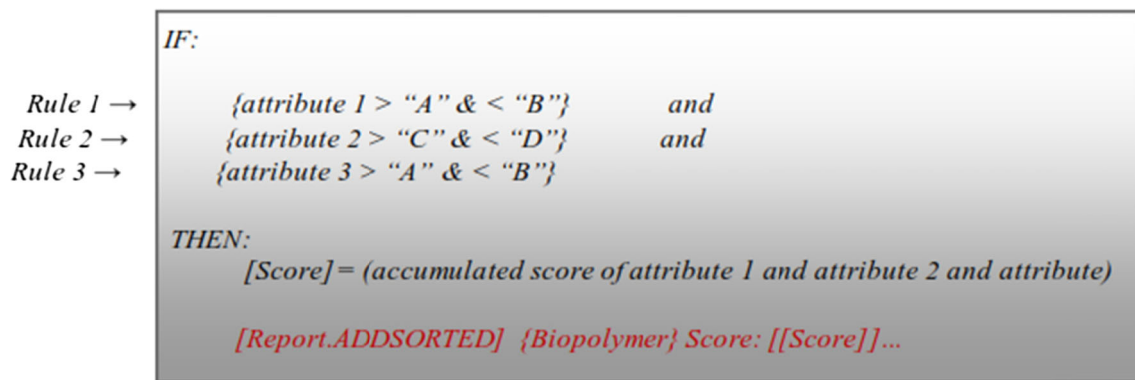 IF:
Rule 1 → {attribute 1 > “A” & < “B”} and
Rule 2 → {attribute 2 > “C” & < “D”} and
Rule 3 → {attribute 3 > “A” & < “B”}
THEN:
[Score] = (accumulated score of attribute 1 and attribute 2 and attribute)
[Report.ADDSORTED] {Biopolymer} Score: [[Score]]...